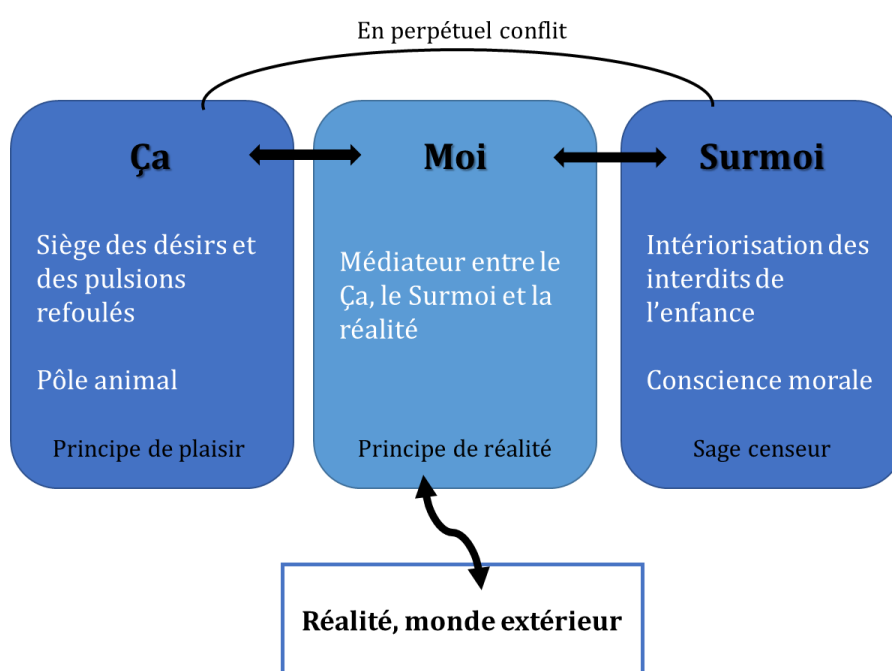 En perpétuel conflit
Ça
Siège des désirs et
des pulsions
refoulés
Pôle animal
Principe de plaisir
Moi
Médiateur entre le
Ça, le Surmoi et la
réalité
Principe de réalité
Surmoi
Intériorisation des
interdits de
l’enfance
Conscience morale
Sage censeur
Réalité, monde extérieur